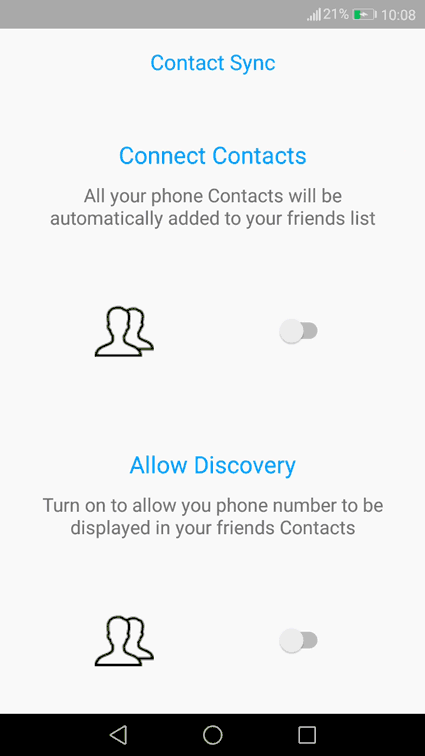 21% 10:08
Contact Sync
Connect Contacts
All your phone Contacts will be
automatically added to your friends list
Allow Discovery
Turn on to allow you phone number to be
displayed in your friends Contacts